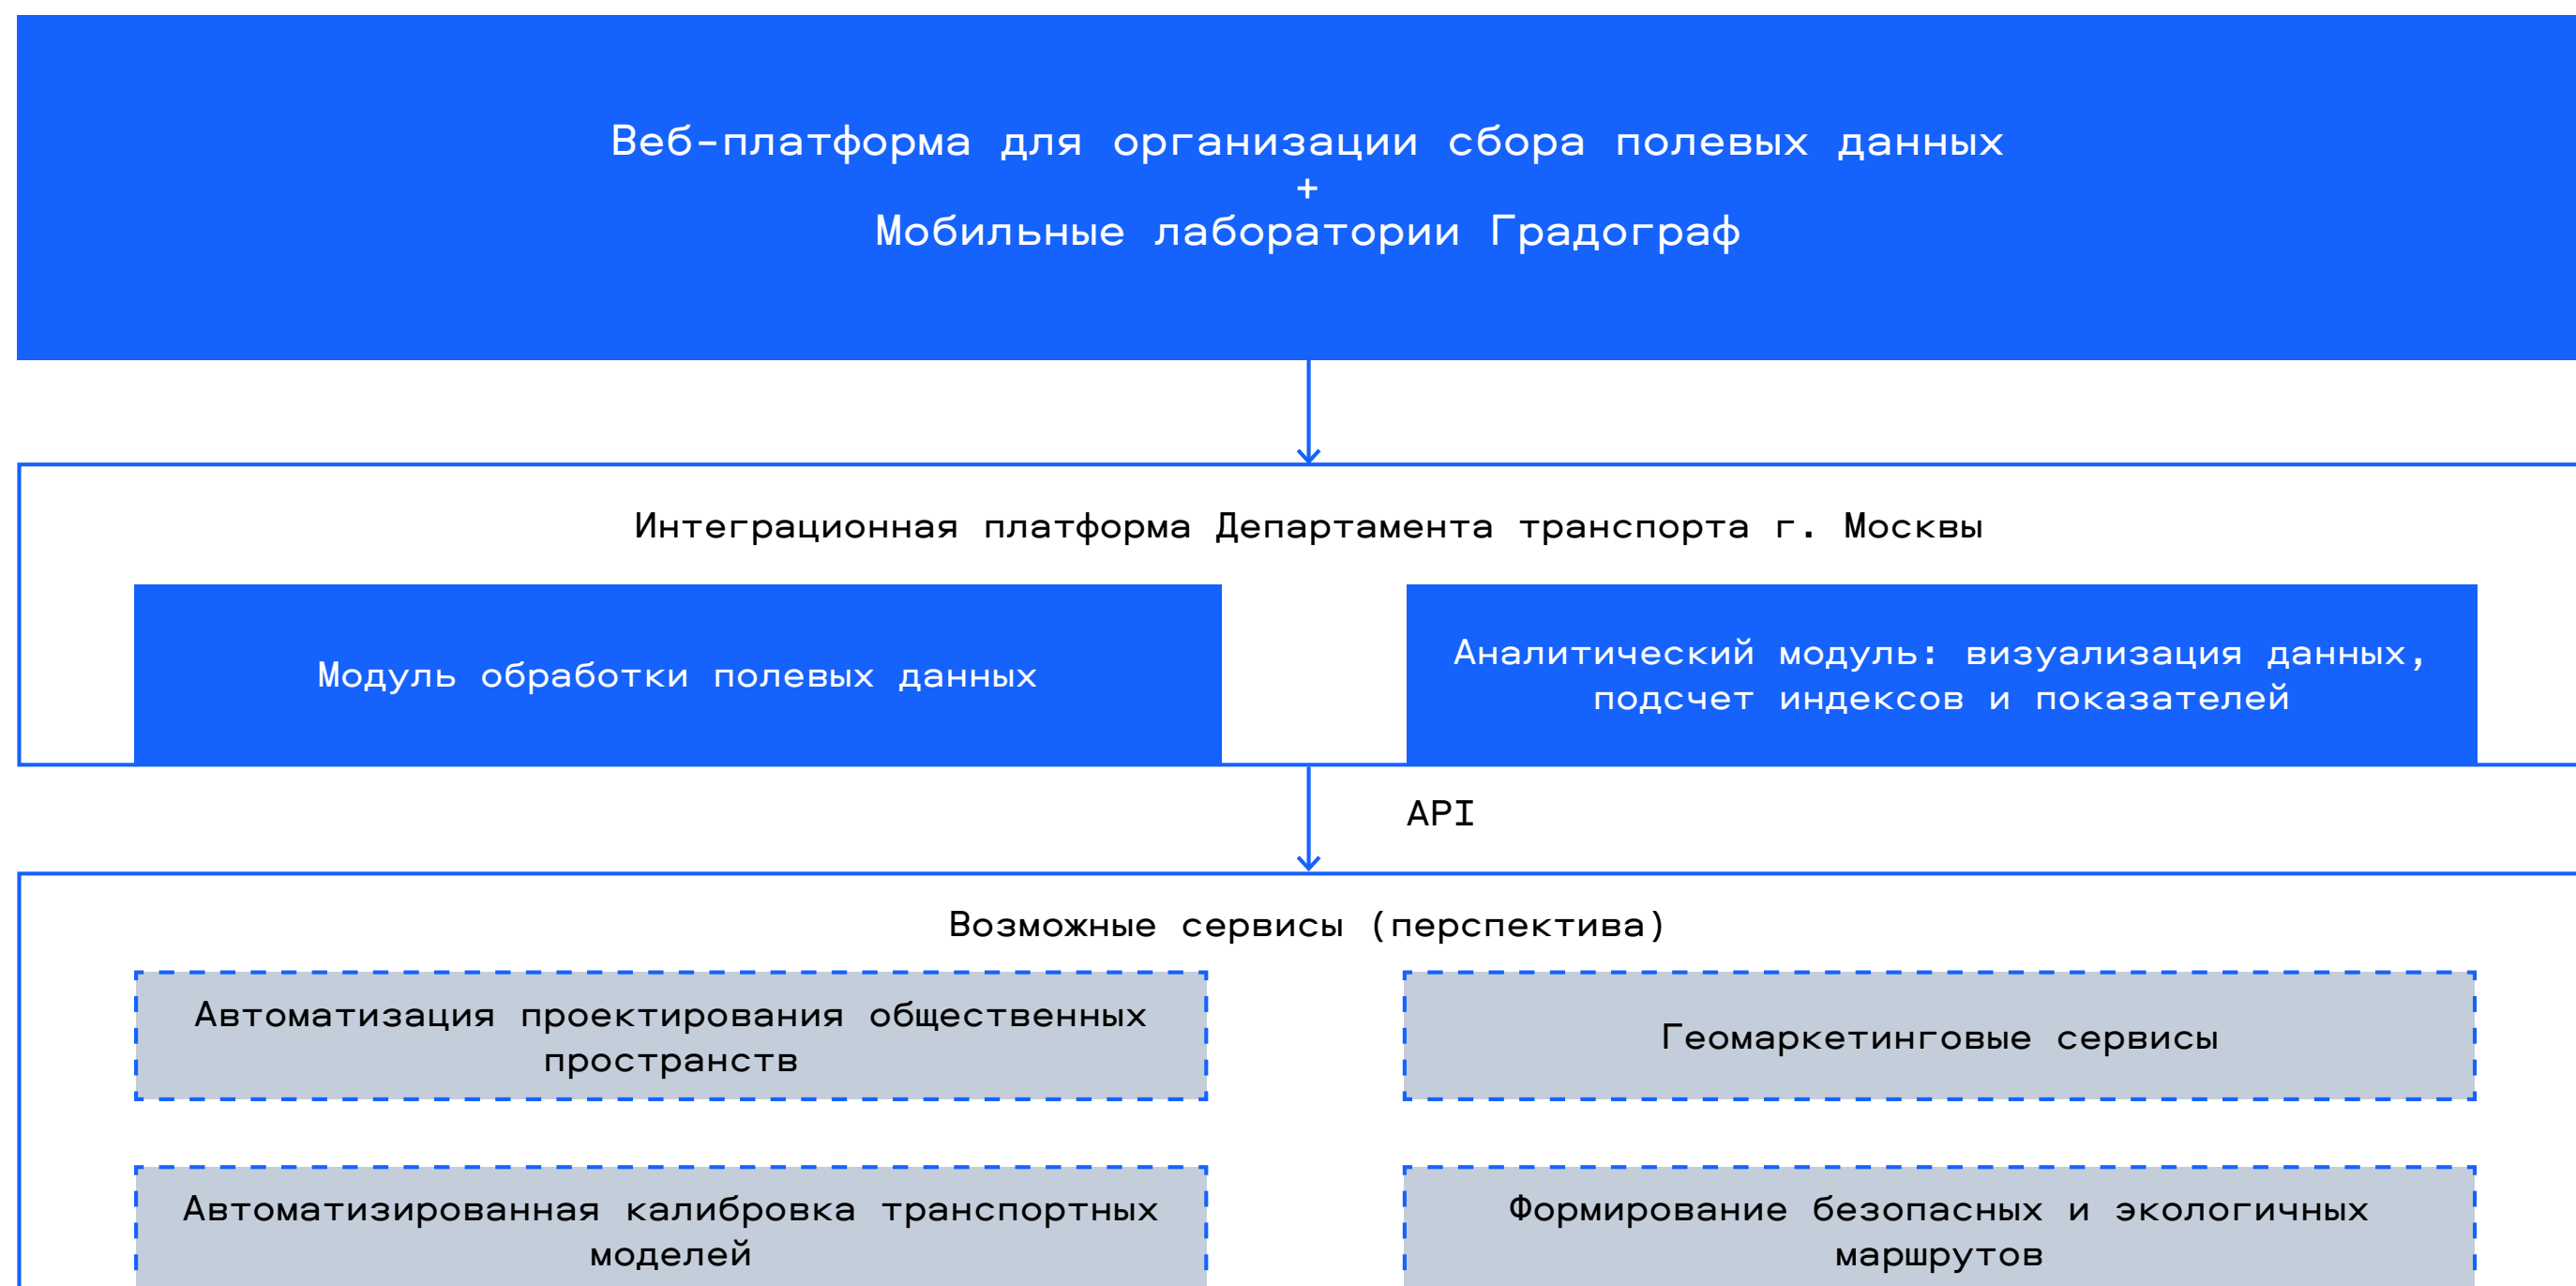 Веб-платформа для организации сбора полевых данных
+
Мобильные лаборатории Градограф
Интеграционная платформа Департамента транспорта г. Москвы
Модуль обработки полевых данных
Аналитический модуль: визуализация данных,
подсчет индексов и показателей
API
Возможные сервисы (перспектива)
Автоматизация проектирования общественных
пространств
Геомаркетинговые сервисы
Автоматизированная калибровка транспортных
моделей
Формирование безопасных и экологичных
маршрутов